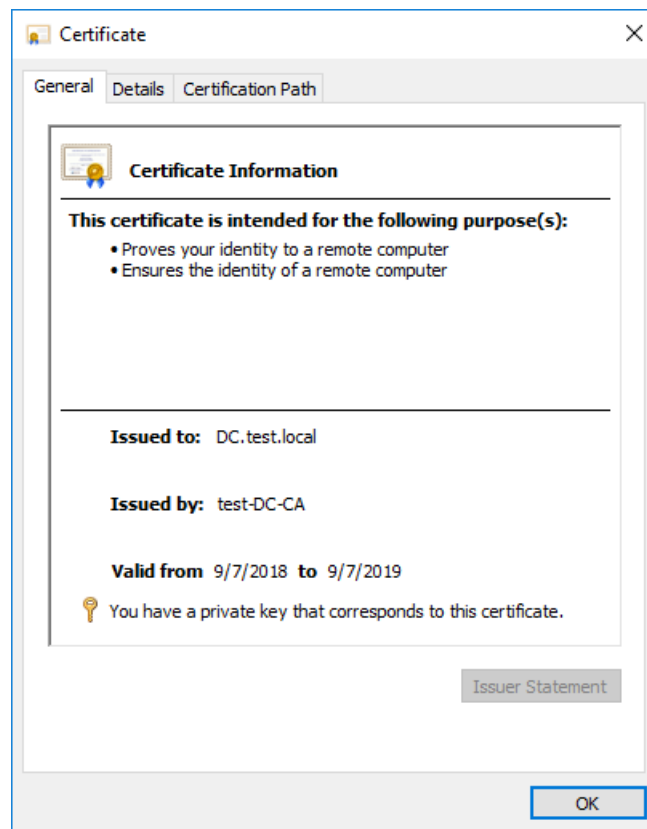 Certificate
General Details Certification Path
Certificate Information
This certificate is intended for the following purpose(s):
• Proves your identity to a remote computer
• Ensures the identity of a remote computer
Issued to: DC.test.local
Issued by: test-DC-CA
Valid from 9/7/2018 to 9/7/2019
You have a private key that corresponds to this certificate.
Issuer Statement
OK